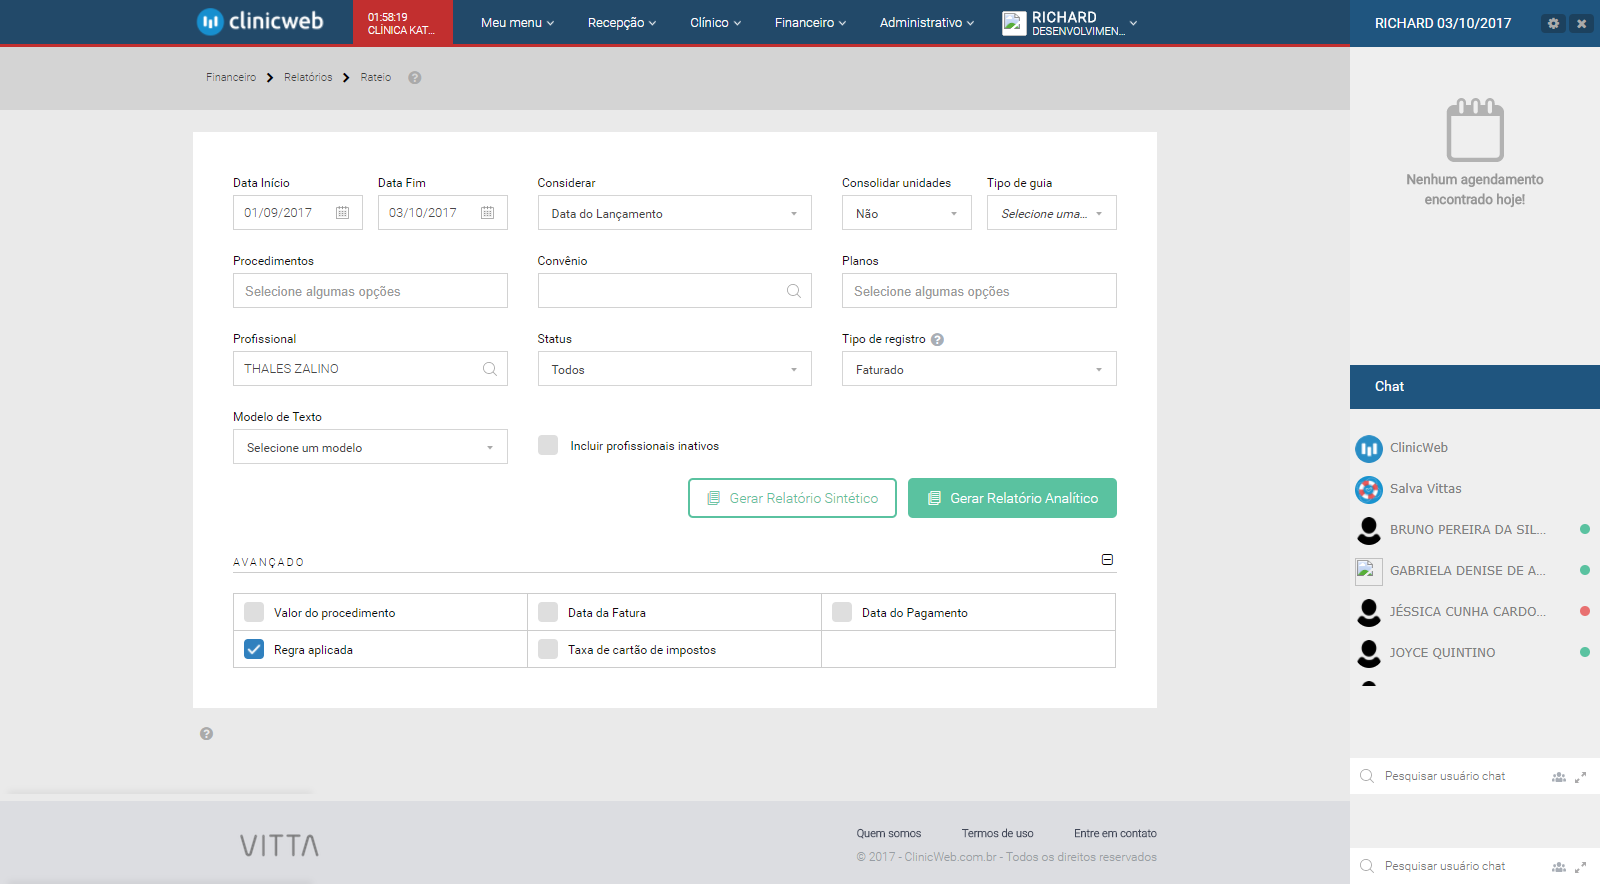 clinicweb
01:58:19
CLÍNICA KAT...
Meu menu
Recepção
Clínico
Financeiro
Administrativo
RICHARD
DESENVOLVIMEN...
RICHARD 03/10/2017
Financeiro
Relatórios
Rateio
?
Nenhum agendamento
encontrado hoje!
Data Início
Data Fim
Considerar
Consolidar unidades
Tipo de guia
01/09/2017
03/10/2017
Data do Lançamento
Não
Selecione uma...
Procedimentos
Convênio
Planos
Selecione algumas opções
Selecione algumas opções
Profissional
Status
Tipo de registro ?
THALES ZALINO
Todos
Faturado
Modelo de Texto
Selecione um modelo
Incluir profissionais inativos
Gerar Relatório Sintético
Gerar Relatório Analítico
AVANÇADO
Valor do procedimento
Data da Fatura
Data do Pagamento
Regra aplicada
Taxa de cartão de impostos
?
Chat
ClinicWeb
Salva Vittas
BRUNO PEREIRA DA SIL...
GABRIELA DENISE DE A...
JÉSSICA CUNHA CARDO...
JOYCE QUINTINO
Pesquisar usuário chat
VITTA
Quem somos
Termos de uso
Entre em contato
© 2017 - ClinicWeb.com.br - Todos os direitos reservados
Pesquisar usuário chat